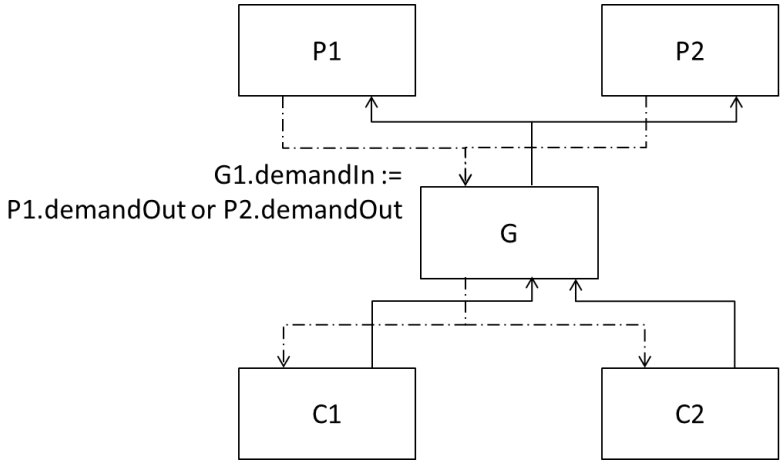 P1
P2
G1.demandIn :=
P1.demandOut or P2.demandOut
G
C1
C2